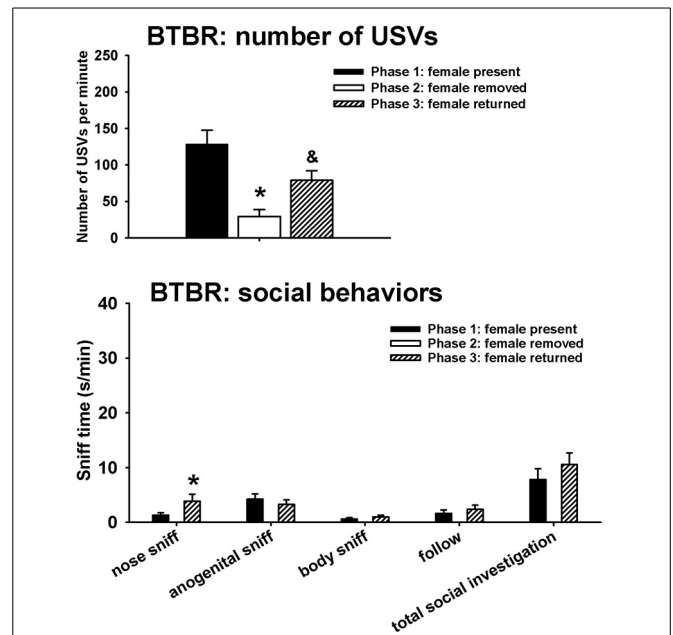 BTBR: number of USVs
250
200
150
100
50
0
Number of USVs per minute
Phase 1: female present
Phase 2: female removed
Phase 3: female returned
*
&
BTBR: social behaviors
40
30
20
10
0
Sniff time (s/min)
Phase 1: female present
Phase 2: female removed
Phase 3: female returned
*
nose sniff
anogenital sniff
body sniff
follow
total social investigation